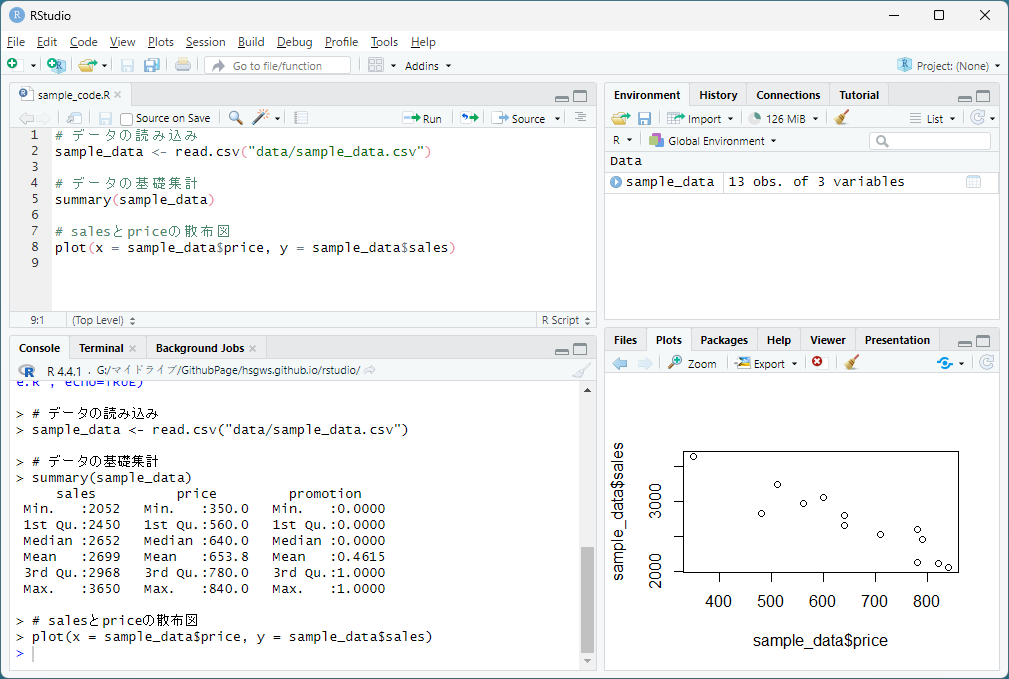 RStudio
File Edit Code View Plots Session Build Debug Profile Tools Help
Go to file/function Addins Project: (None)
sample_code.R
Source on Save Run Source
1 # データの読み込み
2 sample_data <- read.csv("data/sample_data.csv")
3
4 # データの基礎集計
5 summary(sample_data)
6
7 # salesとpriceの散布図
8 plot(x = sample_data$price, y = sample_data$sales)
9
9:1 (Top Level) R Script
Console Terminal Background Jobs
R 4.4.1 · G:/マイドライブ/GithubPage/hsgws.github.io/rstudio/
e.R', echo=TRUE)
> # データの読み込み
> sample_data <- read.csv("data/sample_data.csv")
> # データの基礎集計
> summary(sample_data)
sales price promotion
Min. :2052 Min. :350.0 Min. :0.0000
1st Qu.:2450 1st Qu.:560.0 1st Qu.:0.0000
Median :2652 Median :640.0 Median :0.0000
Mean :2699 Mean :653.8 Mean :0.4615
3rd Qu.:2968 3rd Qu.:780.0 3rd Qu.:1.0000
Max. :3650 Max. :840.0 Max. :1.0000
> # salesとpriceの散布図
> plot(x = sample_data$price, y = sample_data$sales)
>
Environment History Connections Tutorial
Import 126 MiB List
R Global Environment
Data
sample_data 13 obs. of 3 variables
Files Plots Packages Help Viewer Presentation
Zoom Export
sample_data$sales
3000
2000
400 500 600 700 800
sample_data$price